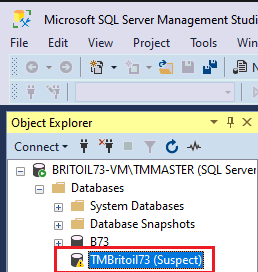 Microsoft SQL Server Management Studi
File Edit View Project Tools Wind
Object Explorer
Connect
BRITOIL73-VM\TMMASTER (SQL Server
Databases
System Databases
Database Snapshots
B73
TMBritoil73 (Suspect)